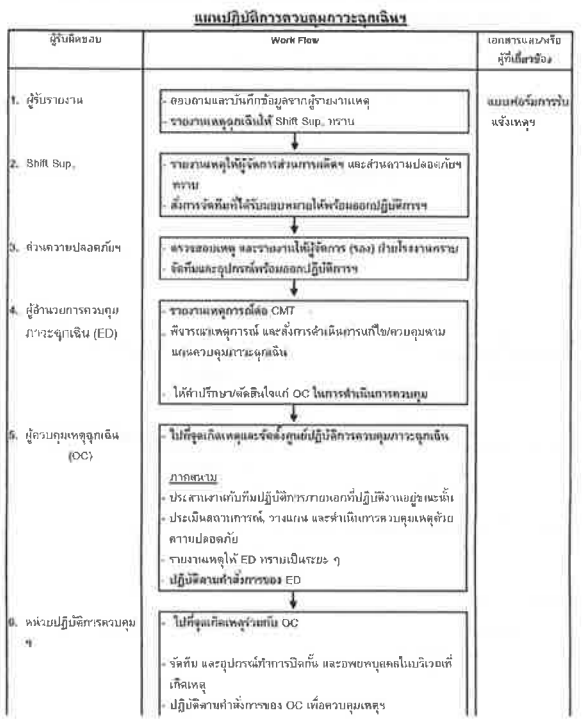 แผนปฏิบัติการควบคุมภาวะฉุกเฉินฯ
ผู้รับผิดชอบ
Work Flow
เอกสารและ/หรือ
ผู้ที่เกี่ยวข้อง
1. ผู้รับรายงาน
- สอบถามและบันทึกข้อมูลจากผู้รายงานเหตุ
- รายงานเหตุฉุกเฉินให้ Shift Sup, ทราบ
แบบฟอร์มการรับ
แจ้งเหตุฯ
2. Shift Sup,
- รายงานเหตุให้ผู้จัดการส่วนการผลิตฯ และส่วนความปลอดภัยฯ
ทราบ
- สั่งการจัดทีมที่ได้รับมอบหมายให้พร้อมออกปฏิบัติการฯ
3. ส่วนความปลอดภัยฯ
- ตรวจสอบเหตุ และรายงานให้ผู้จัดการ (รอง) ฝ่ายโรงงานทราบ
- จัดทีมและอุปกรณ์พร้อมออกปฏิบัติการฯ
4. ผู้อำนวยการควบคุม
ภาวะฉุกเฉิน (ED)
- รายงานเหตุการณ์ต่อ CMT
- พิจารณาเหตุการณ์ และสั่งการดำเนินการแก้ไข/ควบคุมตาม
แผนควบคุมภาวะฉุกเฉิน
- ให้คำปรึกษา/ตัดสินใจแก่ OC ในการดำเนินการควบคุม
5. ผู้ควบคุมเหตุฉุกเฉิน
(OC)
- ไปที่จุดเกิดเหตุและจัดตั้งศูนย์ปฏิบัติการควบคุมภาวะฉุกเฉิน
ภาคสนาม
- ประสานงานกับทีมปฏิบัติการภายนอกที่ปฏิบัติงานอยู่ขณะนั้น
- ประเมินสถานการณ์, วางแผน และดำเนินการควบคุมเหตุด้วย
ความปลอดภัย
- รายงานเหตุให้ ED ทราบเป็นระยะ ๆ
- ปฏิบัติตามคำสั่งการของ ED
6. หน่วยปฏิบัติการควบคุม
ฯ
- ไปที่จุดเกิดเหตุร่วมกับ OC
- จัดทีม และอุปกรณ์ทำการปิดกั้น และอพยพบุคคลในบริเวณที่
เกิดเหตุ
- ปฏิบัติตามคำสั่งการของ OC เพื่อควบคุมเหตุฯ